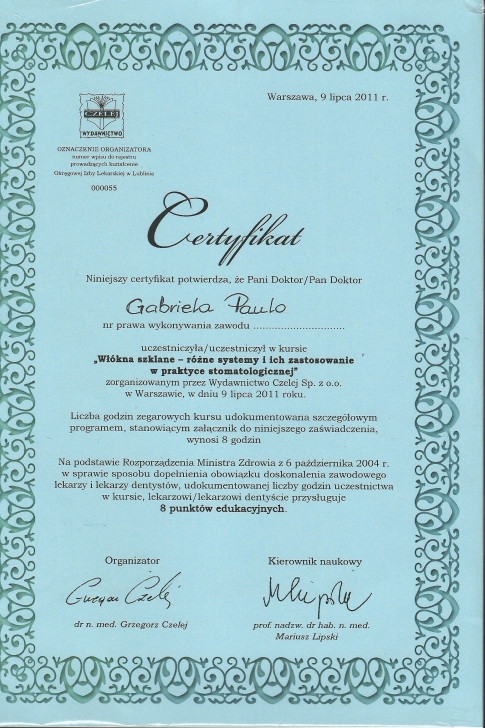 Warszawa, 9 lipca 2011 r.
CZELEJ
WYDAWNICTWO
OZNACZENIE ORGANIZATORA
numer wpisu do rejestru
prowadzących kształcenie
Okręgowej Izby Lekarskiej w Lublinie
000055
Certyfikat
Niniejszy certyfikat potwierdza, że Pani Doktor/Pan Doktor
Gabriela Paulo
nr prawa wykonywania zawodu ..............................
uczestniczyła/uczestniczył w kursie
„Włókna szklane – różne systemy i ich zastosowanie
w praktyce stomatologicznej"
zorganizowanym przez Wydawnictwo Czelej Sp. z o.o.
w Warszawie, w dniu 9 lipca 2011 roku.
Liczba godzin zegarowych kursu udokumentowana szczegółowym
programem, stanowiącym załącznik do niniejszego zaświadczenia,
wynosi 8 godzin
Na podstawie Rozporządzenia Ministra Zdrowia z 6 października 2004 r.
w sprawie sposobu dopełnienia obowiązku doskonalenia zawodowego
lekarzy i lekarzy dentystów, udokumentowanej liczby godzin uczestnictwa
w kursie, lekarzowi/lekarzowi dentyście przysługuje
8 punktów edukacyjnych.
Organizator
Kierownik naukowy
Grzegorz Czelej
MLipski
dr n. med. Grzegorz Czelej
prof. nadzw. dr hab. n. med.
Mariusz Lipski